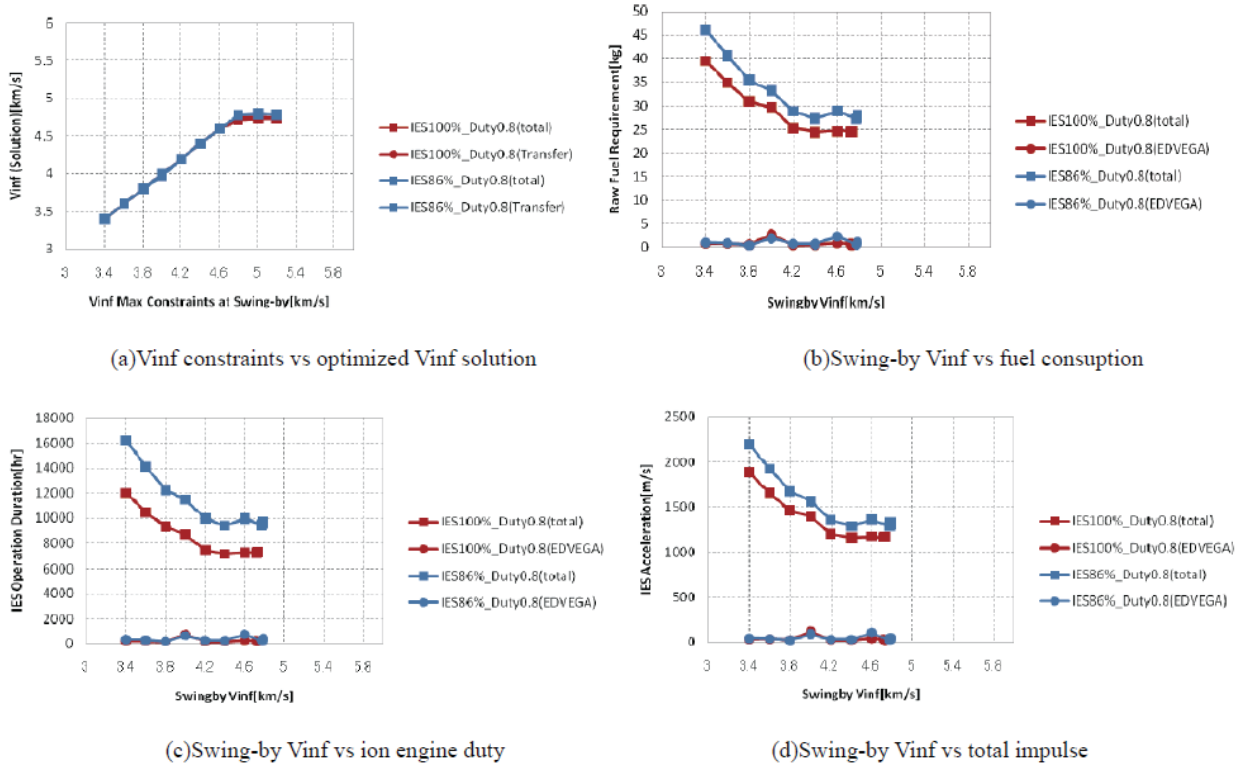 6
5.5
5
4.5
4
3.5
3
Vinf (Solution)[km/s]
3 3.4 3.8 4.2 4.6 5 5.4 5.8
Vinf Max Constraints at Swing-by[km/s]
IES100%_Duty0.8(total)
IES100%_Duty0.8(Transfer)
IES86%_Duty0.8(total)
IES86%_Duty0.8(Transfer)
(a)Vinf constraints vs optimized Vinf solution
50
45
40
35
30
25
20
15
10
5
0
Raw Fuel Requirement[kg]
3 3.4 3.8 4.2 4.6 5 5.4 5.8
Swingby Vinf[km/s]
IES100%_Duty0.8(total)
IES100%_Duty0.8(EDVEGA)
IES86%_Duty0.8(total)
IES86%_Duty0.8(EDVEGA)
(b)Swing-by Vinf vs fuel consuption
18000
16000
14000
12000
10000
8000
6000
4000
2000
0
IES Operation Duration[hr]
3 3.4 3.8 4.2 4.6 5 5.4 5.8
Swingby Vinf[km/s]
IES100%_Duty0.8(total)
IES100%_Duty0.8(EDVEGA)
IES86%_Duty0.8(total)
IES86%_Duty0.8(EDVEGA)
(c)Swing-by Vinf vs ion engine duty
2500
2000
1500
1000
500
0
IES Acceleration[m/s]
3 3.4 3.8 4.2 4.6 5 5.4 5.8
Swingby Vinf[km/s]
IES100%_Duty0.8(total)
IES100%_Duty0.8(EDVEGA)
IES86%_Duty0.8(total)
IES86%_Duty0.8(EDVEGA)
(d)Swing-by Vinf vs total impulse